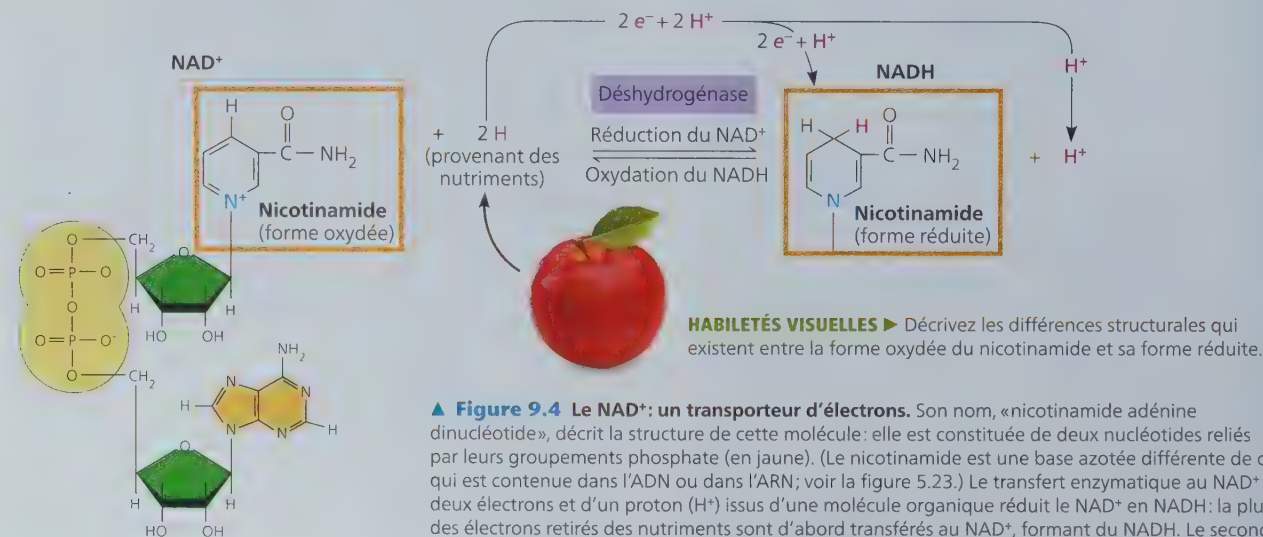 2 e⁻ + 2 H⁺
2 e⁻ + H⁺
NAD⁺
NADH
H⁺
Déshydrogénase
H
O
C – NH₂
N⁺
Nicotinamide
(forme oxydée)
+ 2 H
(provenant des
nutriments)
Réduction du NAD⁺
Oxydation du NADH
H H
O
C – NH₂
N
Nicotinamide
(forme réduite)
+ H⁺
O CH₂ O
O=P–O
H H
O
HO OH
O=P–O⁻
O CH₂
NH₂
N N
H
N N H
O
H H
HO OH
HABILETÉS VISUELLES ▶ Décrivez les différences structurales qui
existent entre la forme oxydée du nicotinamide et sa forme réduite.
▲ Figure 9.4 Le NAD⁺: un transporteur d'électrons. Son nom, «nicotinamide adénine
dinucléotide», décrit la structure de cette molécule: elle est constituée de deux nucléotides reliés
par leurs groupements phosphate (en jaune). (Le nicotinamide est une base azotée différente de
qui est contenue dans l'ADN ou dans l'ARN; voir la figure 5.23.) Le transfert enzymatique au NAD⁺
deux électrons et d'un proton (H⁺) issus d'une molécule organique réduit le NAD⁺ en NADH: la
des électrons retirés des nutriments sont d'abord transférés au NAD⁺, formant du NADH. Le second